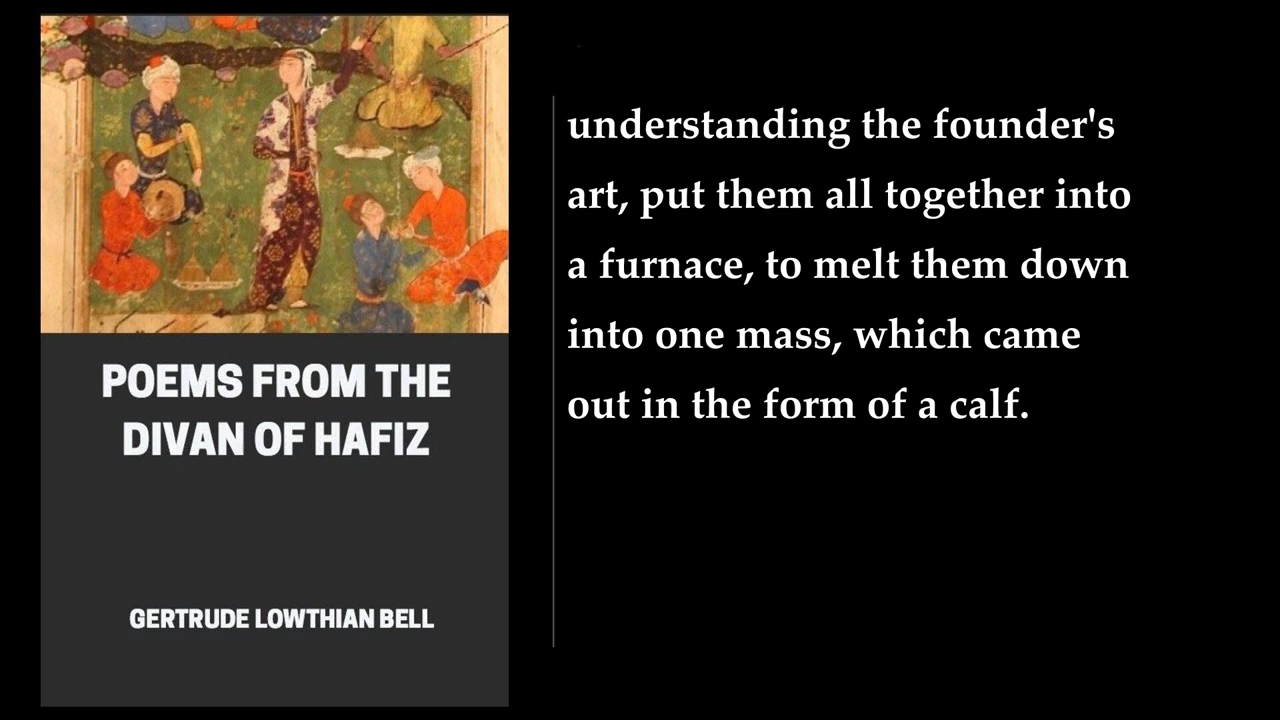 POEMS FROM THE
DIVAN OF HAFIZ
GERTRUDE LOWTHIAN BELL
understanding the founder's
art, put them all together into
a furnace, to melt them down
into one mass, which came
out in the form of a calf.